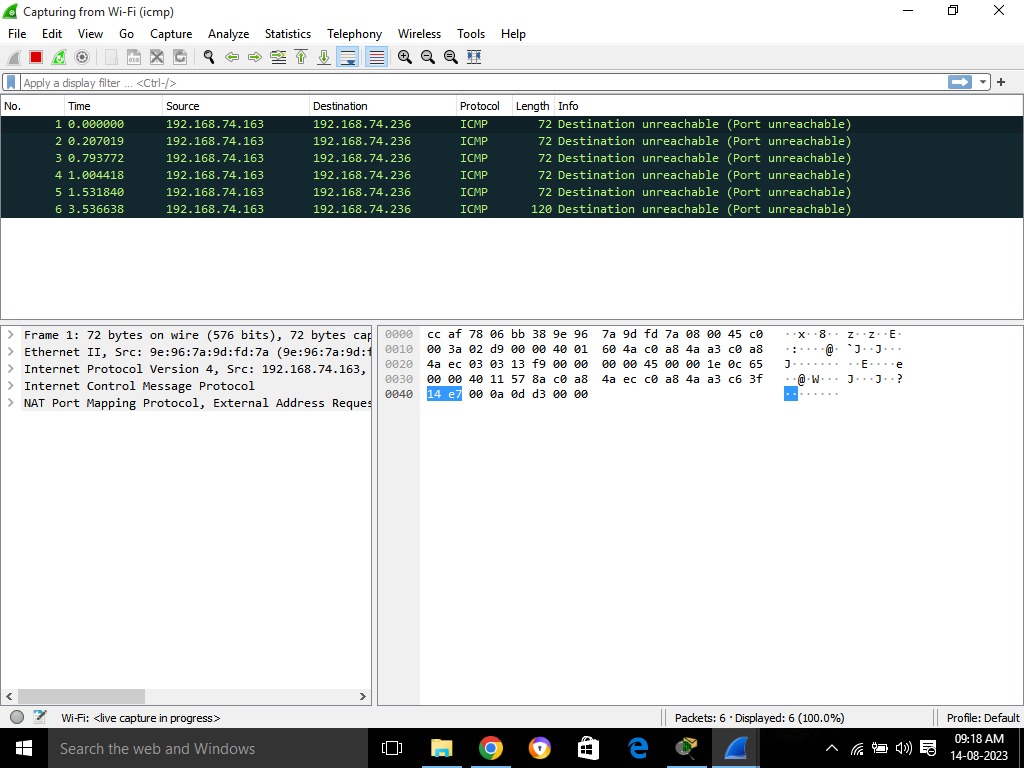 Capturing from Wi-Fi (icmp)
File Edit View Go Capture Analyze Statistics Telephony Wireless Tools Help
Apply a display filter ... <Ctrl-/>
No. Time Source Destination Protocol Length Info
1 0.000000 192.168.74.163 192.168.74.236 ICMP 72 Destination unreachable (Port unreachable)
2 0.207019 192.168.74.163 192.168.74.236 ICMP 72 Destination unreachable (Port unreachable)
3 0.793772 192.168.74.163 192.168.74.236 ICMP 72 Destination unreachable (Port unreachable)
4 1.004418 192.168.74.163 192.168.74.236 ICMP 72 Destination unreachable (Port unreachable)
5 1.531840 192.168.74.163 192.168.74.236 ICMP 72 Destination unreachable (Port unreachable)
6 3.536638 192.168.74.163 192.168.74.236 ICMP 120 Destination unreachable (Port unreachable)
Frame 1: 72 bytes on wire (576 bits), 72 bytes cap
Ethernet II, Src: 9e:96:7a:9d:fd:7a (9e:96:7a:9d:f
Internet Protocol Version 4, Src: 192.168.74.163,
Internet Control Message Protocol
NAT Port Mapping Protocol, External Address Reques
0000 cc af 78 06 bb 38 9e 96 7a 9d fd 7a 08 00 45 c0 ··x··8·· z··z··E·
0010 00 3a 02 d9 00 00 40 01 60 4a c0 a8 4a a3 c0 a8 ·:····@· `J··J···
0020 4a ec 03 03 13 f9 00 00 00 00 45 00 00 1e 0c 65 J······· ··E····e
0030 00 00 40 11 57 8a c0 a8 4a ec c0 a8 4a a3 c6 3f ··@·W··· J···J··?
0040 14 e7 00 0a 0d d3 00 00 ········
Wi-Fi: <live capture in progress>
Packets: 6 · Displayed: 6 (100.0%)
Profile: Default
Search the web and Windows
09:18 AM
14-08-2023